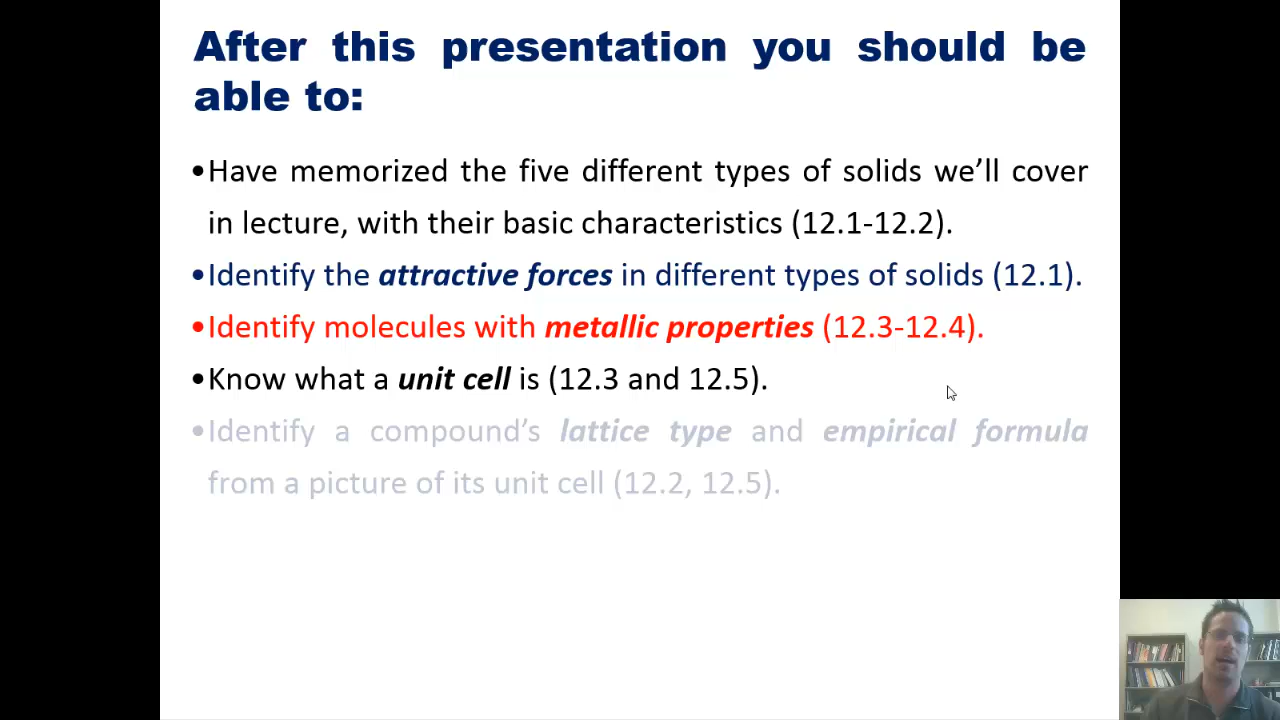 After this presentation you should be
able to:
•Have memorized the five different types of solids we’ll cover
in lecture, with their basic characteristics (12.1-12.2).
•Identify the attractive forces in different types of solids (12.1).
•Identify molecules with metallic properties (12.3-12.4).
•Know what a unit cell is (12.3 and 12.5).
•Identify a compound’s lattice type and empirical formula
from a picture of its unit cell (12.2, 12.5).